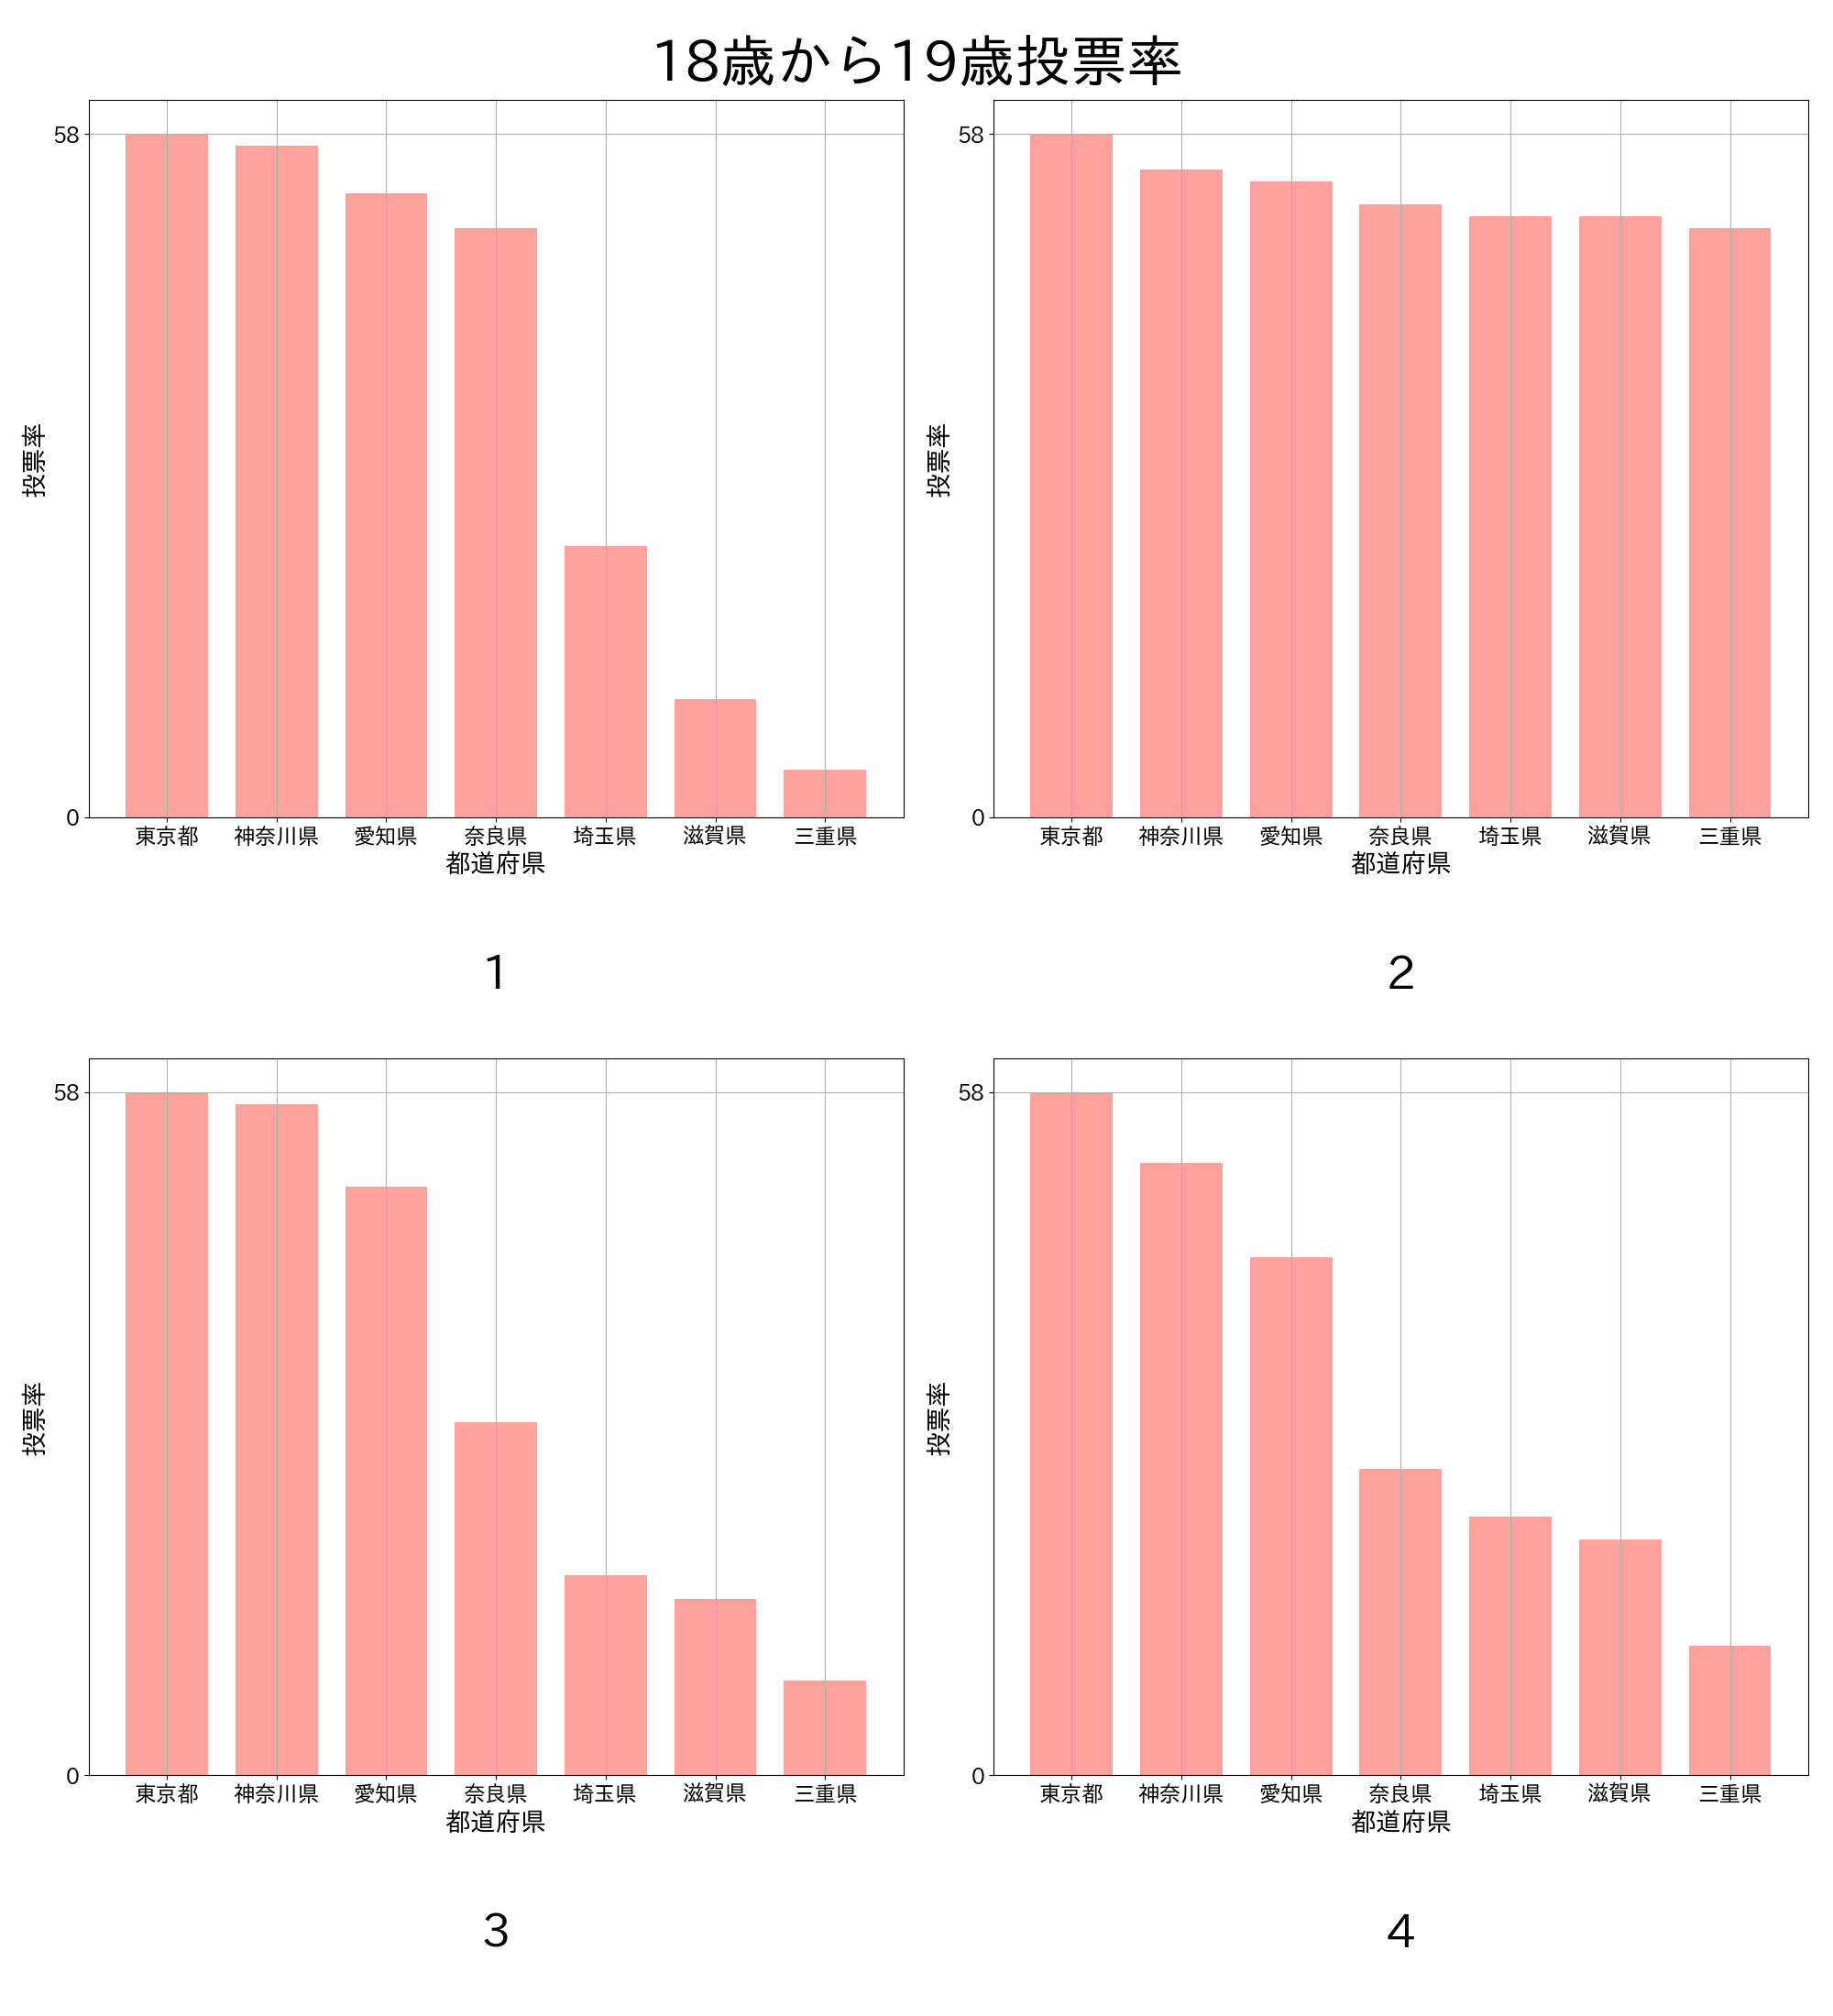 18歳から19歳投票率
58
0
投票率
東京都 神奈川県 愛知県 奈良県 埼玉県 滋賀県 三重県
都道府県
1
58
0
投票率
東京都 神奈川県 愛知県 奈良県 埼玉県 滋賀県 三重県
都道府県
2
58
0
投票率
東京都 神奈川県 愛知県 奈良県 埼玉県 滋賀県 三重県
都道府県
3
58
0
投票率
東京都 神奈川県 愛知県 奈良県 埼玉県 滋賀県 三重県
都道府県
4